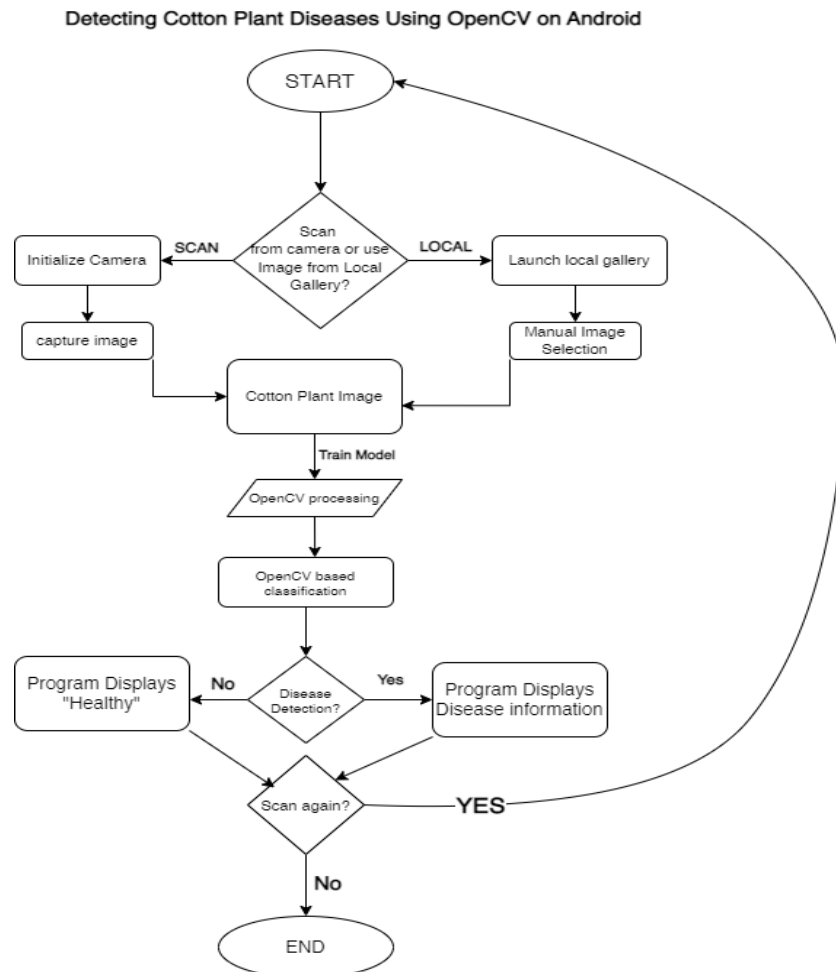 Detecting Cotton Plant Diseases Using OpenCV on Android
START
Scan
from camera or use
Image from Local
Gallery?
SCAN
LOCAL
Initialize Camera
Launch local gallery
capture image
Manual Image
Selection
Cotton Plant Image
Train Model
OpenCV processing
OpenCV based
classification
Disease
Detection?
No
Yes
Program Displays
"Healthy"
Program Displays
Disease information
Scan again?
YES
No
END